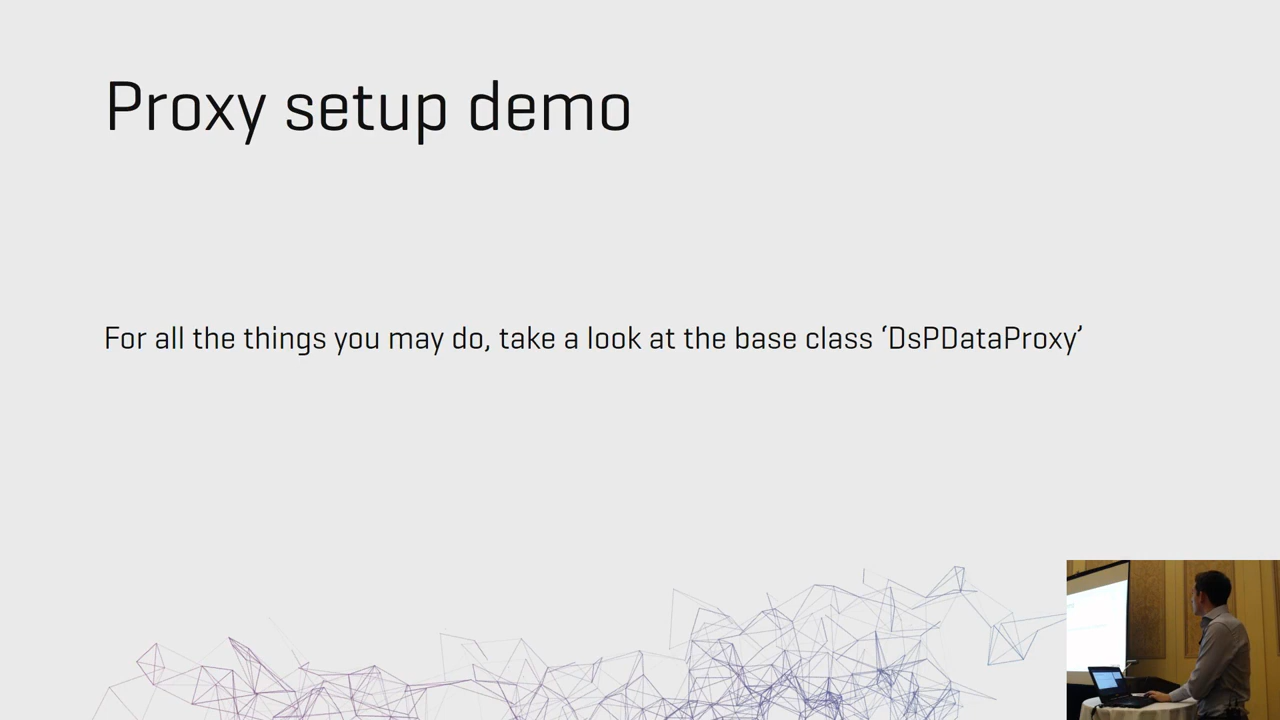 Proxy setup demo
For all the things you may do, take a look at the base class ‘DsPDataProxy’